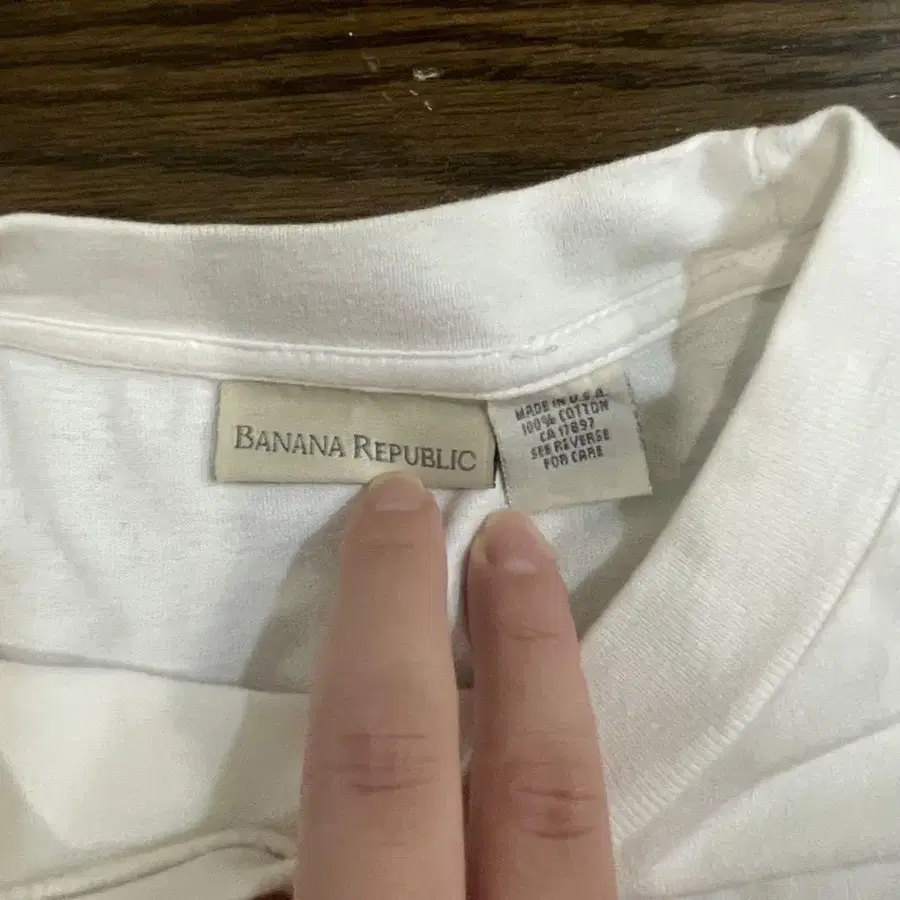 BANANA REPUBLIC
MADE IN U.S.A.
100% COTTON
CA 17897
SEE REVERSE
FOR CARE